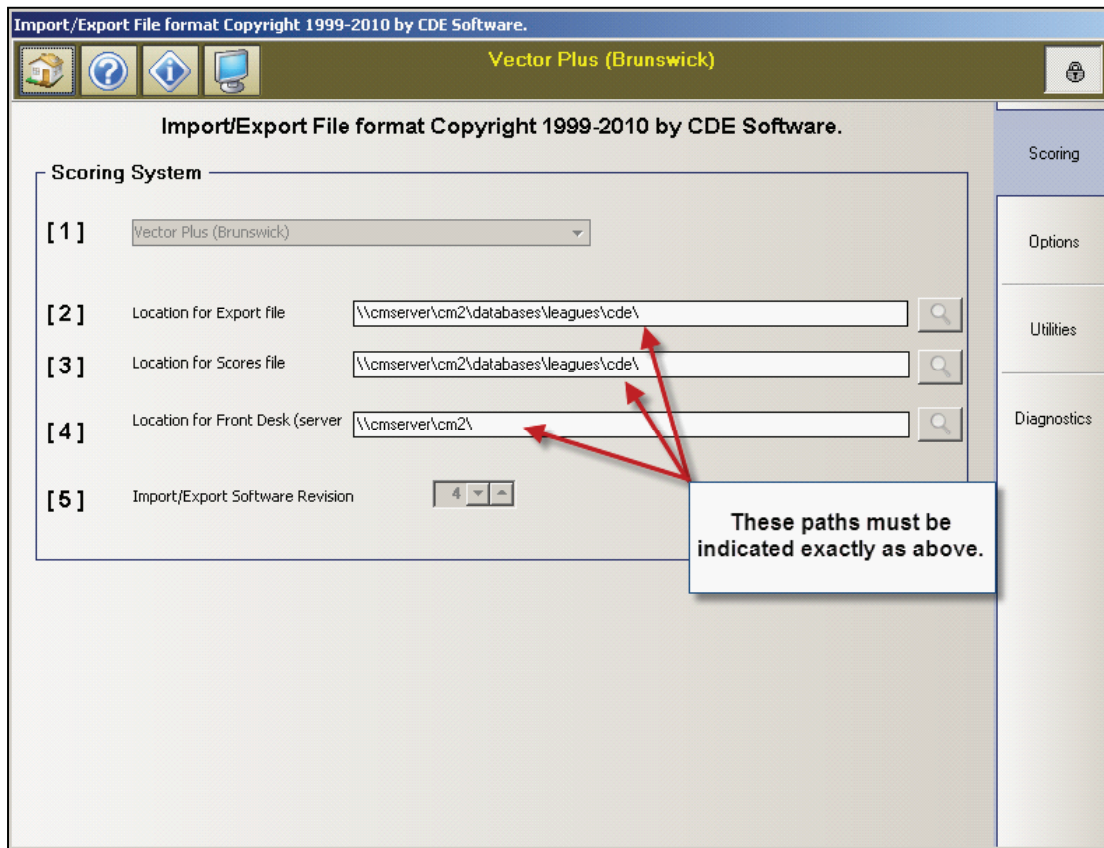 Import/Export File format Copyright 1999-2010 by CDE Software.
Vector Plus (Brunswick)
Import/Export File format Copyright 1999-2010 by CDE Software.
Scoring System
[1] Vector Plus (Brunswick)
[2] Location for Export file \\cmserver\cm2\databases\leagues\cde\
[3] Location for Scores file \\cmserver\cm2\databases\leagues\cde\
[4] Location for Front Desk (server \\cmserver\cm2\
[5] Import/Export Software Revision 4
These paths must be
indicated exactly as above.
Scoring
Options
Utilities
Diagnostics